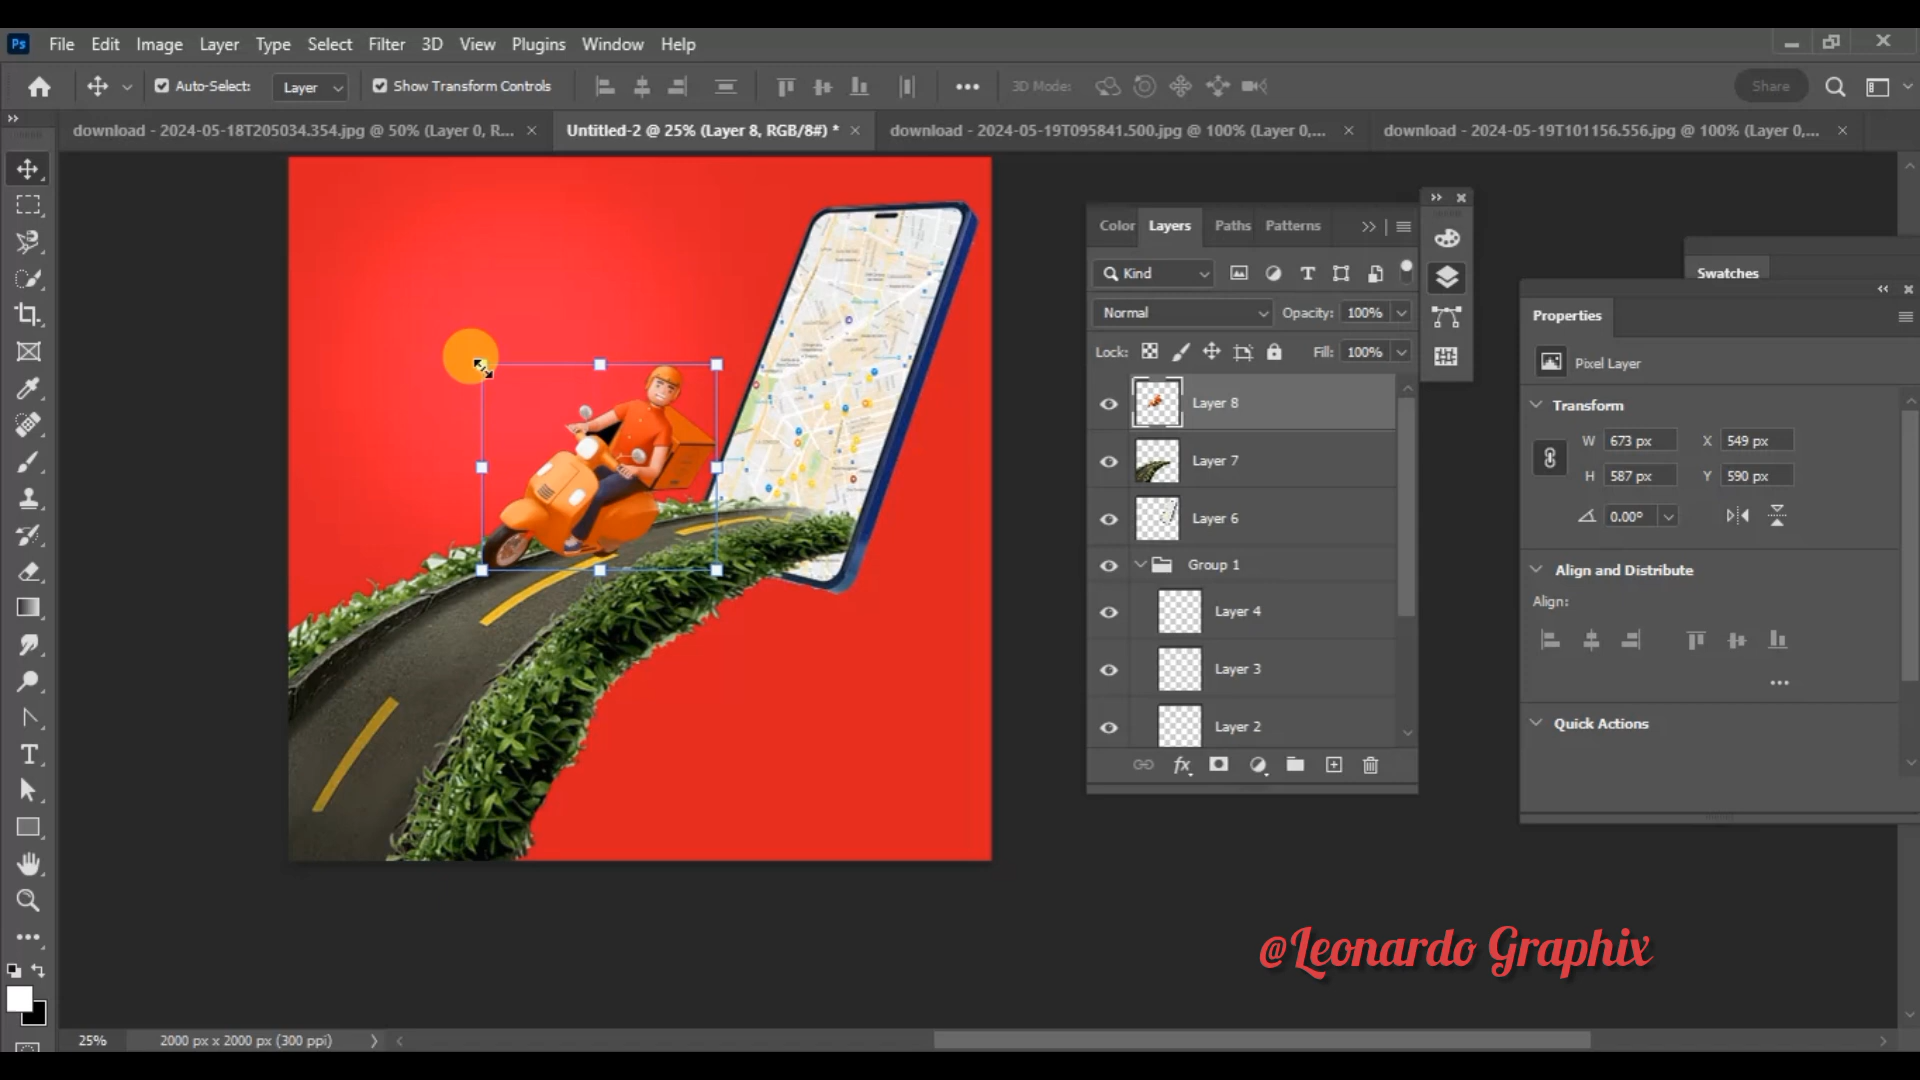 Ps File Edit Image Layer Type Select Filter 3D View Plugins Window Help
Auto-Select: Layer Show Transform Controls 3D Mode: Share
download - 2024-05-18T205034.354.jpg @ 50% (Layer 0, R... Untitled-2 @ 25% (Layer 8, RGB/8#) * download - 2024-05-19T095841.500.jpg @ 100% (Layer 0,... download - 2024-05-19T101156.556.jpg @ 100% (Layer 0,...
Color Layers Paths Patterns
Kind
Normal Opacity: 100%
Lock: Fill: 100%
Layer 8
Layer 7
Layer 6
Group 1
Layer 4
Layer 3
Layer 2
fx
Swatches
Properties
Pixel Layer
Transform
W 673 px X 549 px
H 587 px Y 590 px
0.00°
Align and Distribute
Align:
Quick Actions
@Leonardo Graphix
25% 2000 px x 2000 px (300 ppi)